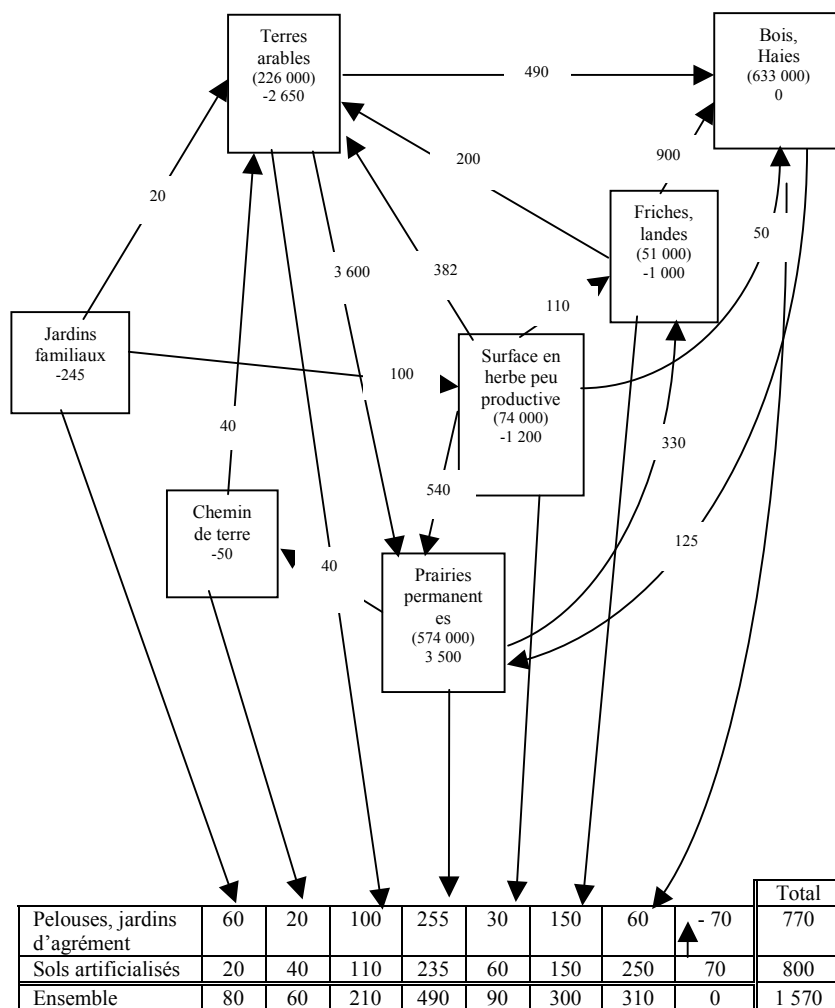 Terres
arables
(226 000)
-2 650
Bois,
Haies
(633 000)
0
490
20
200
900
3 600
382
Friches,
landes
(51 000)
-1 000
50
110
Jardins
familiaux
-245
100
Surface en
herbe peu
productive
(74 000)
-1 200
40
330
540
Chemin
de terre
-50
40
125
Prairies
permanent
es
(574 000)
3 500
Total
Pelouses, jardins
d'agrément 60 20 100 255 30 150 60 - 70 770
Sols artificialisés 20 40 110 235 60 150 250 70 800
Ensemble 80 60 210 490 90 300 310 0 1 570